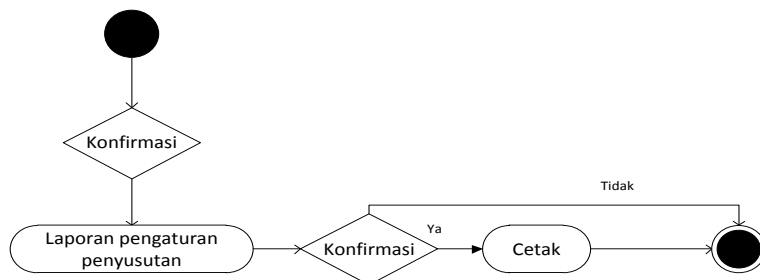 Konfirmasi
Tidak
Laporan pengaturan
penyusutan
Konfirmasi
Ya
Cetak